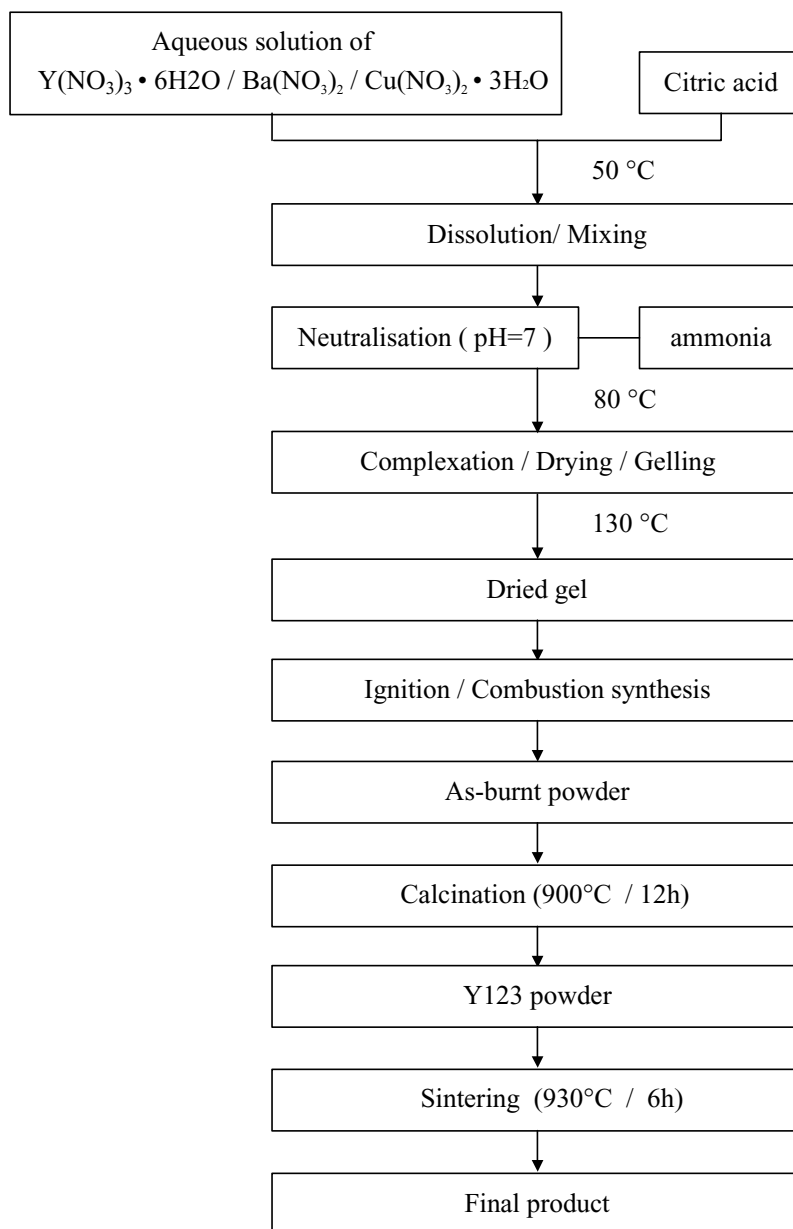 Aqueous solution of
Y(NO₃)₃ • 6H2O / Ba(NO₃)₂ / Cu(NO₃)₂ • 3H₂O
Citric acid
50 °C
Dissolution/ Mixing
Neutralisation ( pH=7 )
ammonia
80 °C
Complexation / Drying / Gelling
130 °C
Dried gel
Ignition / Combustion synthesis
As-burnt powder
Calcination (900°C / 12h)
Y123 powder
Sintering (930°C / 6h)
Final product